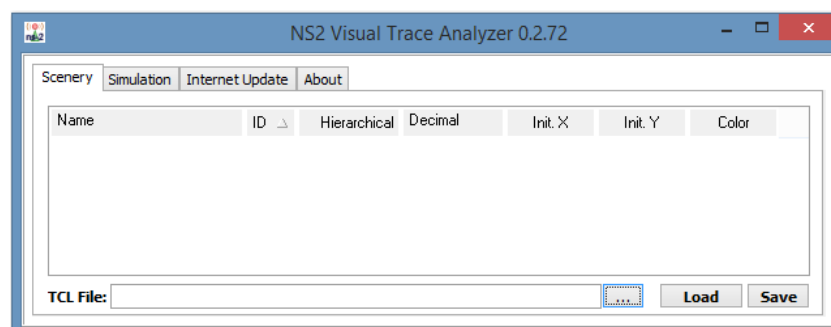 ns2
NS2 Visual Trace Analyzer 0.2.72
Scenery Simulation Internet Update About
Name ID Hierarchical Decimal Init. X Init. Y Color
TCL File: ... Load Save